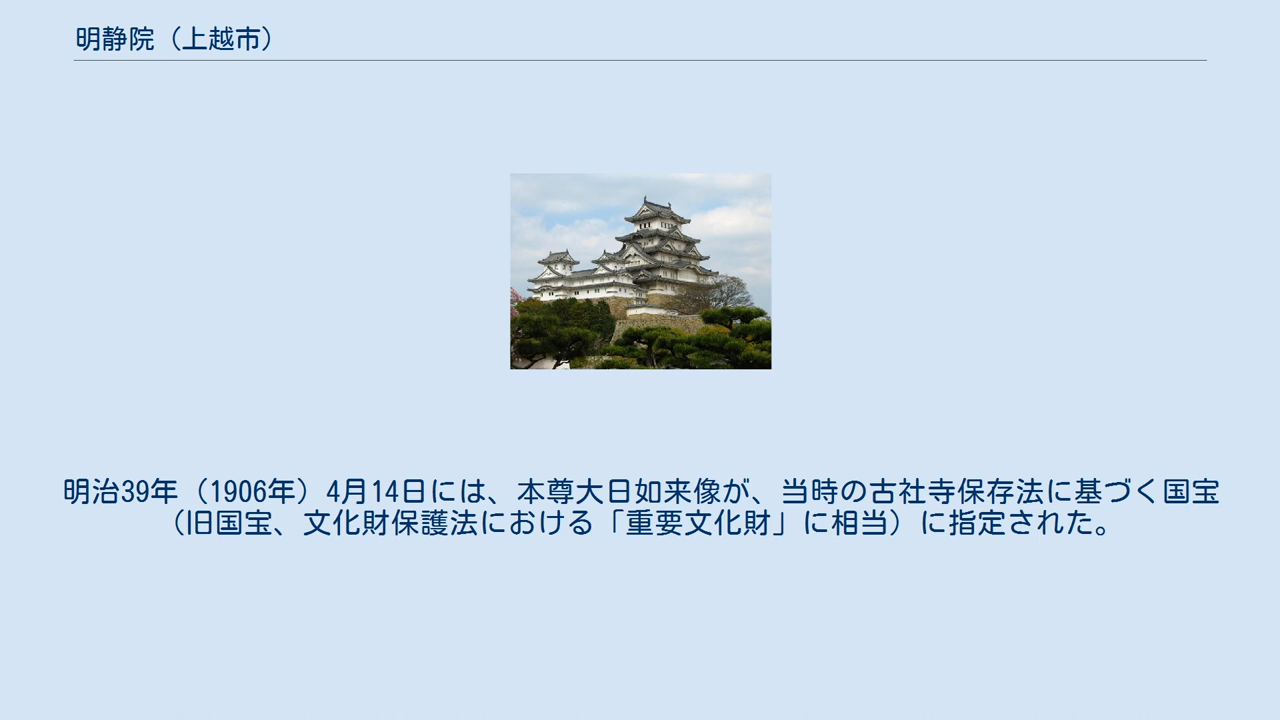 明静院（上越市）
明治39年（1906年）4月14日には、本尊大日如来像が、当時の古社寺保存法に基づく国宝
（旧国宝、文化財保護法における「重要文化財」に相当）に指定された。